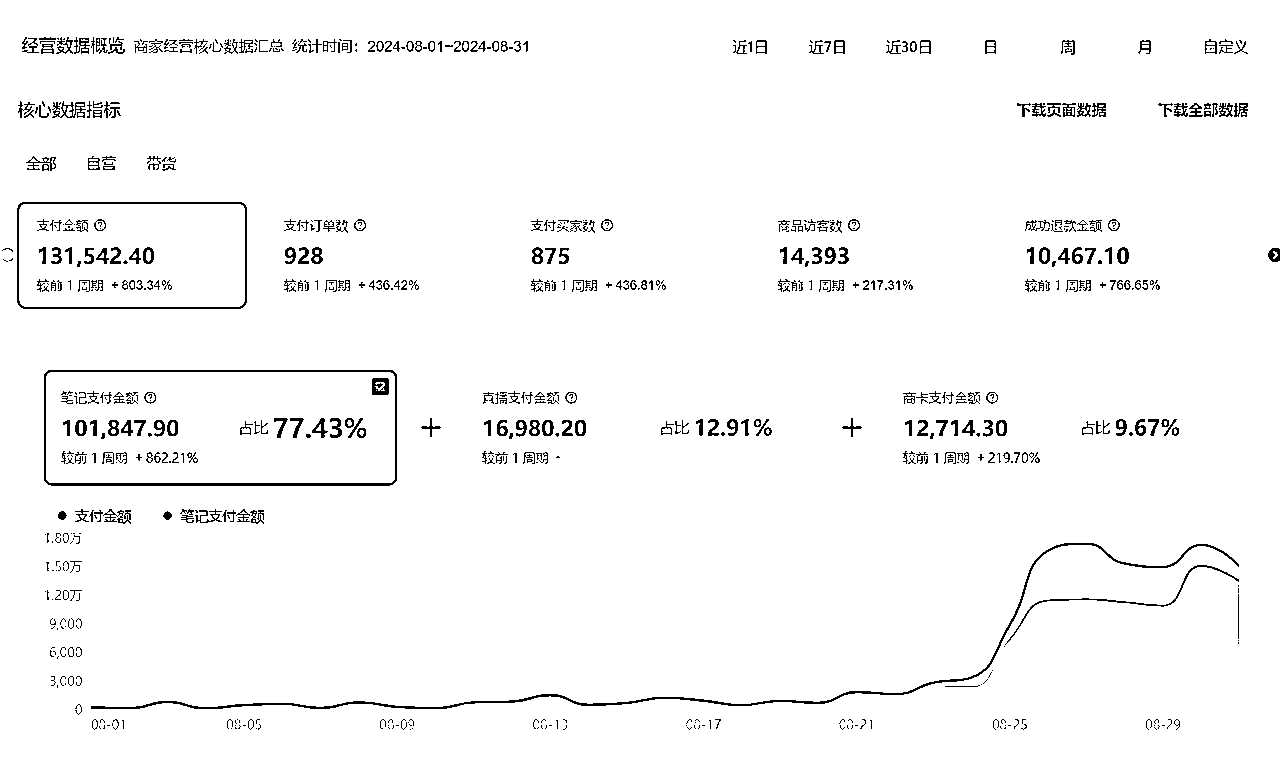 经营数据概览 商家经营核心数据汇总 统计时间：2024-08-01~2024-08-31 近1日 近7日 近30日 日 周 月 自定义
核心数据指标 下载页面数据 下载全部数据
全部 自营 带货
支付金额 支付订单数 支付买家数 商品访客数 成功退款金额
131,542.40 928 875 14,393 10,467.10
较前 1 周期 +803.34% 较前 1 周期 +436.42% 较前 1 周期 +436.81% 较前 1 周期 +217.31% 较前 1 周期 +766.65%
笔记支付金额 直播支付金额 商卡支付金额
101,847.90 占比 77.43% + 16,980.20 占比 12.91% + 12,714.30 占比 9.67%
较前 1 周期 +862.21% 较前 1 周期 - 较前 1 周期 +219.70%
支付金额 笔记支付金额
1.80万
1.50万
1.20万
9,000
6,000
3,000
0
08-01 08-05 08-09 08-13 08-17 08-21 08-25 08-29